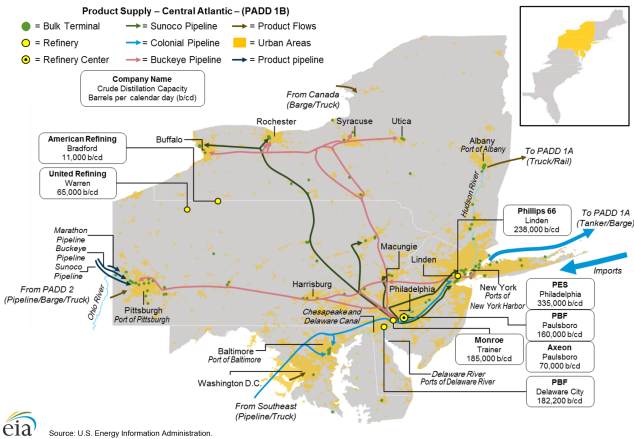 Product Supply – Central Atlantic – (PADD 1B)
= Bulk Terminal
= Sunoco Pipeline
= Product Flows
= Refinery
= Colonial Pipeline
= Urban Areas
= Refinery Center
= Buckeye Pipeline
= Product pipeline
Company Name
Crude Distillation Capacity
Barrels per calendar day (b/cd)
From Canada
(Barge/Truck)
Rochester
Syracuse
Utica
Buffalo
American Refining
Bradford
11,000 b/cd
Albany
Port of Albany
To PADD 1A
(Truck/Rail)
United Refining
Warren
65,000 b/cd
Hudson River
Phillips 66
Linden
238,000 b/cd
To PADD 1A
(Tanker/Barge)
Marathon
Pipeline
Buckeye
Pipeline
Sunoco
Pipeline
Macungie
Linden
Imports
From PADD 2
(Pipeline/Barge/Truck)
Ohio River
Harrisburg
Philadelphia
New York
Ports of
New York Harbor
PES
Philadelphia
335,000 b/cd
Pittsburgh
Port of Pittsburgh
Chesapeake and
Delaware Canal
PBF
Paulsboro
160,000 b/cd
Monroe
Trainer
185,000 b/cd
Axeon
Paulsboro
70,000 b/cd
Baltimore
Port of Baltimore
Washington D.C.
Delaware River
Ports of Delaware River
PBF
Delaware City
182,200 b/cd
From Southeast
(Pipeline/Truck)
eia
Source: U.S. Energy Information Administration.